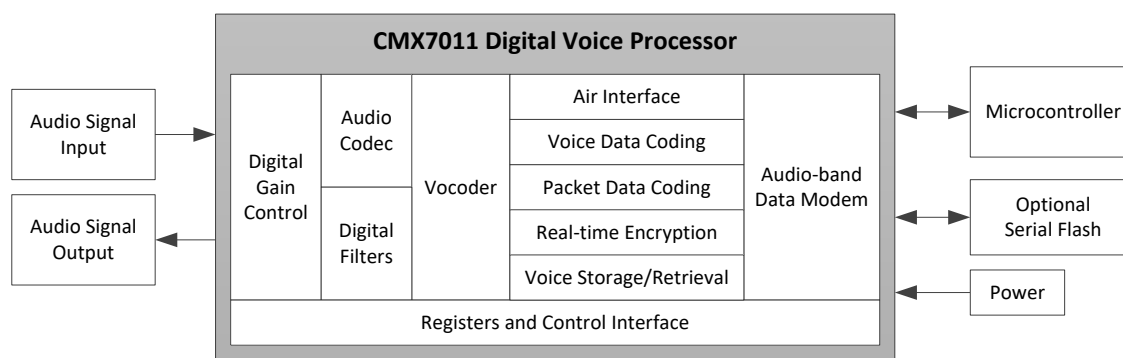 CMX7011 Digital Voice Processor
Audio Signal
Input
Audio Signal
Output
Digital
Gain
Control
Audio
Codec
Digital
Filters
Vocoder
Air Interface
Voice Data Coding
Packet Data Coding
Real-time Encryption
Voice Storage/Retrieval
Audio-band
Data Modem
Registers and Control Interface
Microcontroller
Optional
Serial Flash
Power